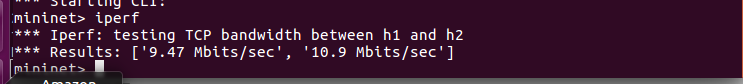 *** Starting CLI:
mininet> iperf
*** Iperf: testing TCP bandwidth between h1 and h2
*** Results: ['9.47 Mbits/sec', '10.9 Mbits/sec']
mininet>
Amazon